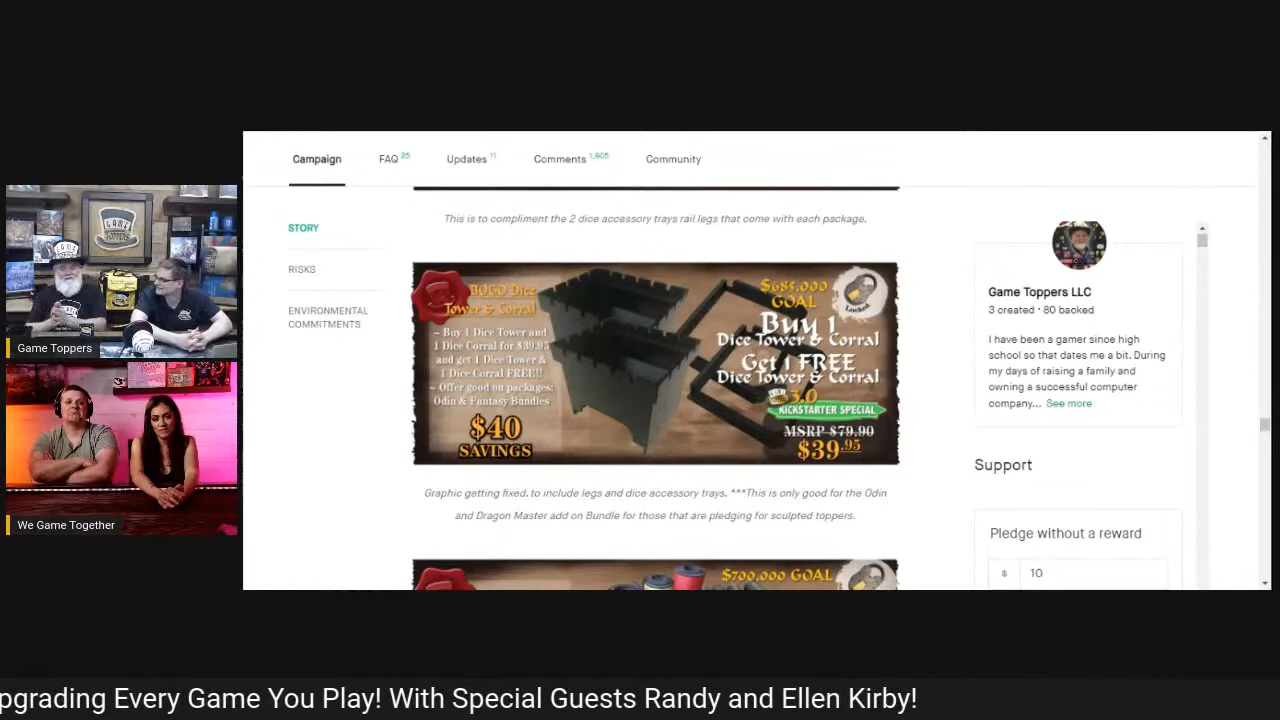 Campaign
FAQ 25
Updates 11
Comments 1,605
Community
STORY
RISKS
ENVIRONMENTAL
COMMITMENTS
This is to compliment the 2 dice accessory trays rail legs that come with each package.
BOGO Dice
Tower & Corral
~ Buy 1 Dice Tower and
1 Dice Corral for $39.95
and get 1 Dice Tower &
1 Dice Corral FREE!!
~ Offer good on packages:
Odin & Fantasy Bundles
$40
SAVINGS
$685,000
GOAL
Locked
Buy 1
Dice Tower & Corral
Get 1 FREE
Dice Tower & Corral
3.0
KICKSTARTER SPECIAL
MSRP $79.90
$39.95
Graphic getting fixed. to include legs and dice accessory trays. ***This is only good for the Odin
and Dragon Master add on Bundle for those that are pledging for sculpted toppers.
$700,000 GOAL
Game Toppers LLC
3 created · 80 backed
I have been a gamer since high
school so that dates me a bit. During
my days of raising a family and
owning a successful computer
company... See more
Support
Pledge without a reward
$ 10
GAME
TOPPERS
Game Toppers
We Game Together
pgrading Every Game You Play! With Special Guests Randy and Ellen Kirby!